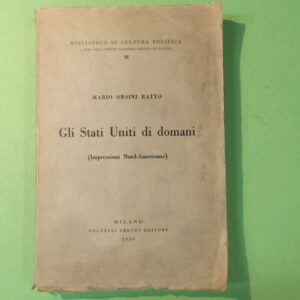 BIBLIOTECA DI CULTURA POLITICA
MARIO ORSINI RATTO
Gli Stati Uniti di domani
(Impressioni Nord-Americane)
MILANO
FRATELLI TREVES EDITORI
1930